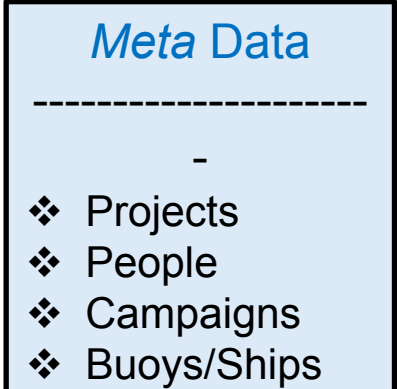 Meta Data
---------------------
-
❖ Projects
❖ People
❖ Campaigns
❖ Buoys/Ships